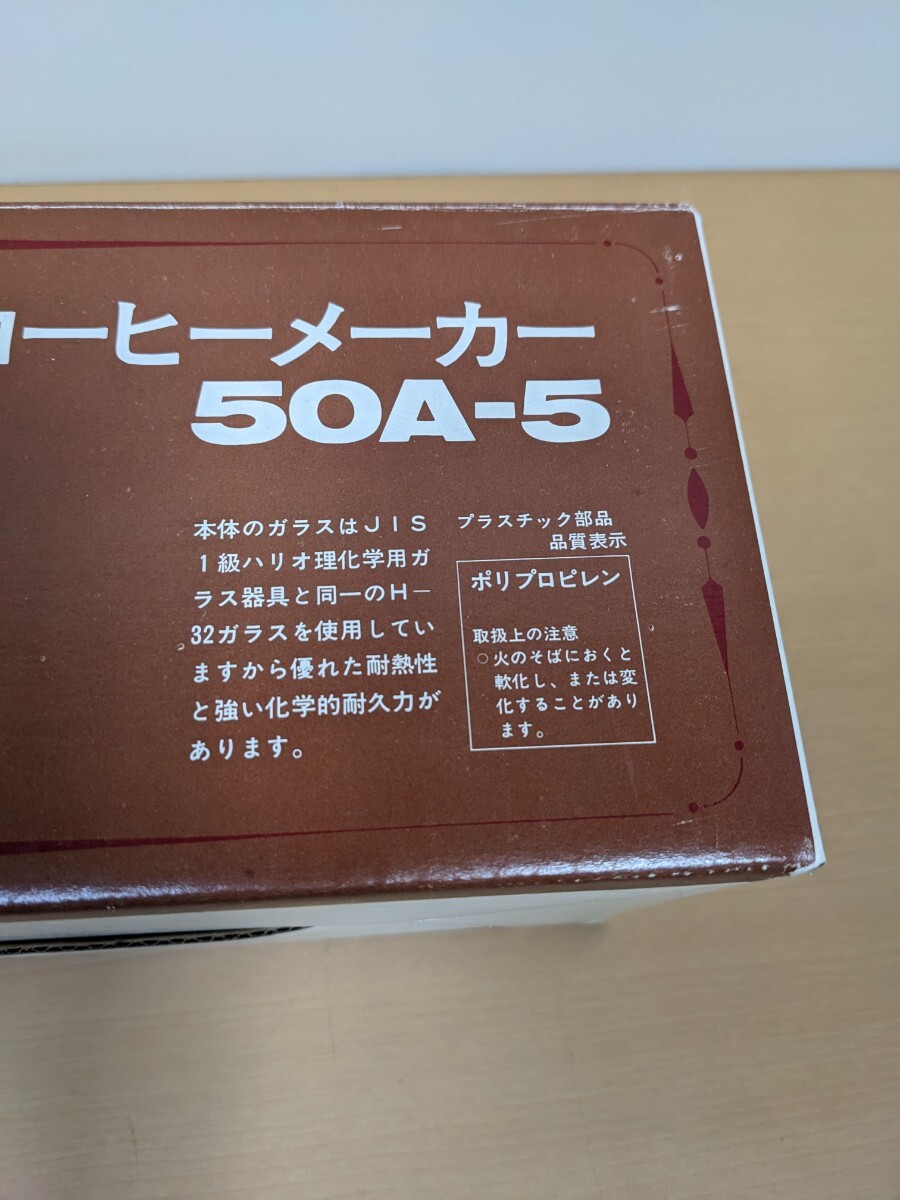 コーヒーメーカー
50A-5
本体のガラスはJIS
1級ハリオ理化学用ガ
ラス器具と同一のH-
32ガラスを使用してい
ますから優れた耐熱性
と強い化学的耐久力が
あります。
プラスチック部品
品質表示
ポリプロピレン
取扱上の注意
○火のそばにおくと
軟化し、または変
化することがあり
ます。